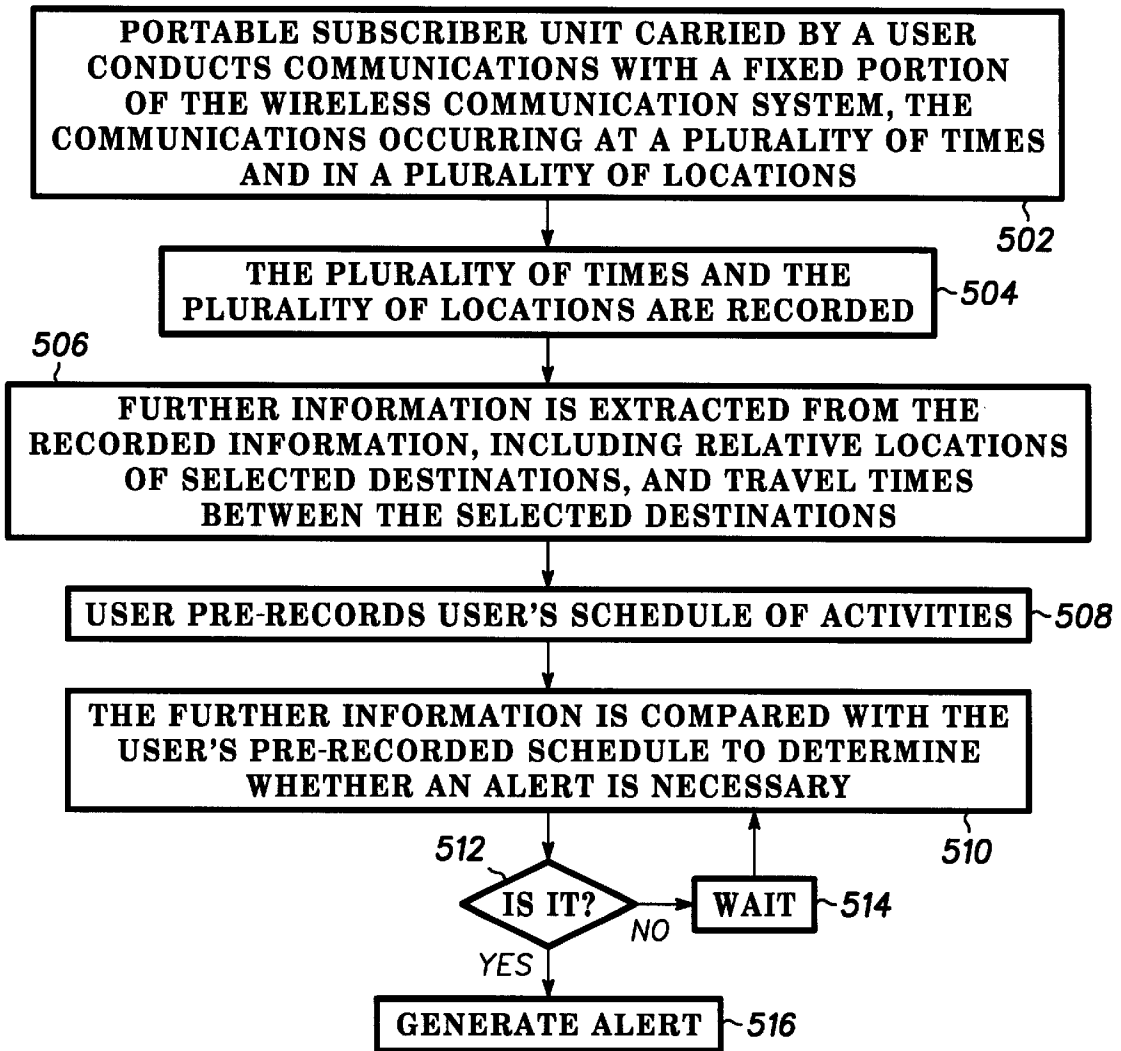 PORTABLE SUBSCRIBER UNIT CARRIED BY A USER
CONDUCTS COMMUNICATIONS WITH A FIXED PORTION
OF THE WIRELESS COMMUNICATION SYSTEM, THE
COMMUNICATIONS OCCURRING AT A PLURALITY OF TIMES
AND IN A PLURALITY OF LOCATIONS
502
THE PLURALITY OF TIMES AND THE
PLURALITY OF LOCATIONS ARE RECORDED
504
506
FURTHER INFORMATION IS EXTRACTED FROM THE
RECORDED INFORMATION, INCLUDING RELATIVE LOCATIONS
OF SELECTED DESTINATIONS, AND TRAVEL TIMES
BETWEEN THE SELECTED DESTINATIONS
USER PRE-RECORDS USER'S SCHEDULE OF ACTIVITIES
508
THE FURTHER INFORMATION IS COMPARED WITH THE
USER'S PRE-RECORDED SCHEDULE TO DETERMINE
WHETHER AN ALERT IS NECESSARY
510
512
IS IT?
NO
WAIT
514
YES
GENERATE ALERT
516